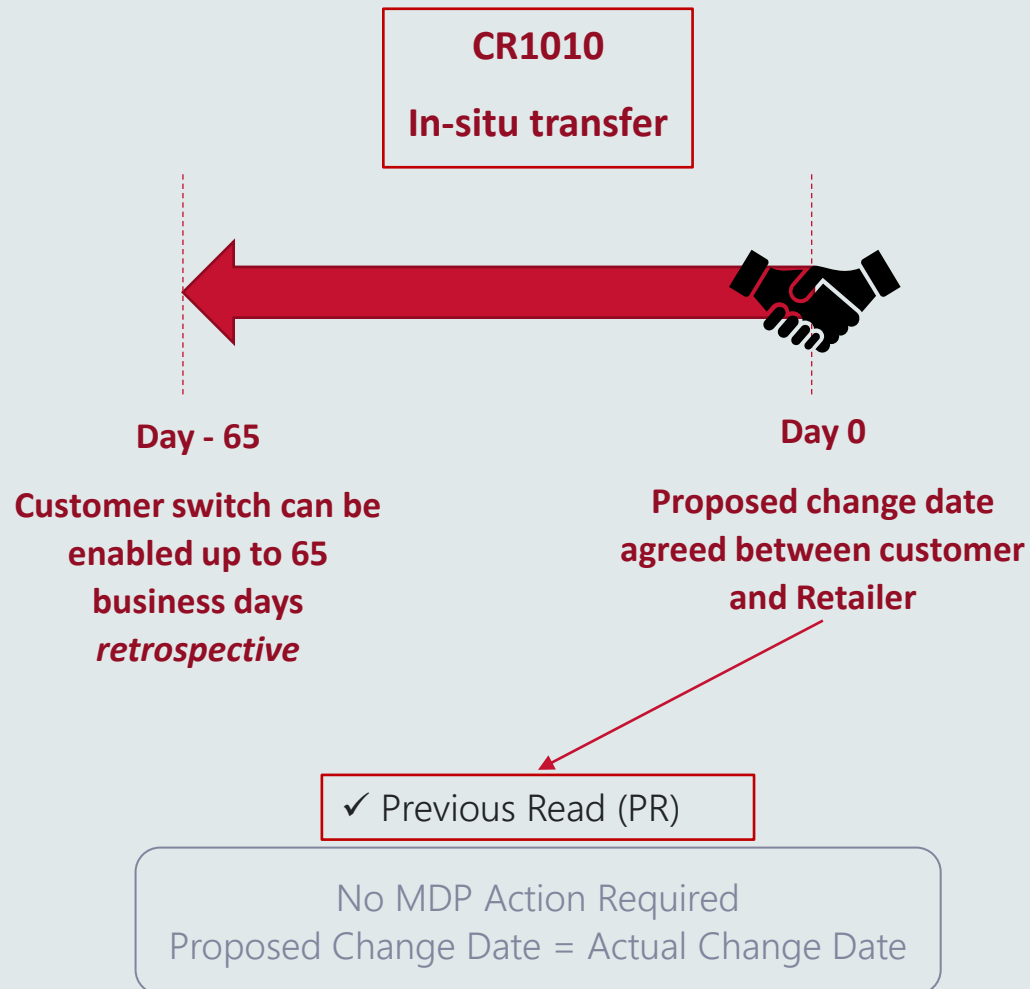 CR1010
In-situ transfer
Day - 65
Customer switch can be
enabled up to 65
business days
retrospective
Day 0
Proposed change date
agreed between customer
and Retailer
✓ Previous Read (PR)
No MDP Action Required
Proposed Change Date = Actual Change Date